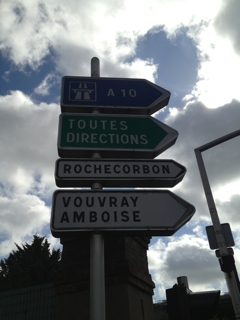 A 10
TOUTES
DIRECTIONS
ROCHECORBON
VOUVRAY
AMBOISE